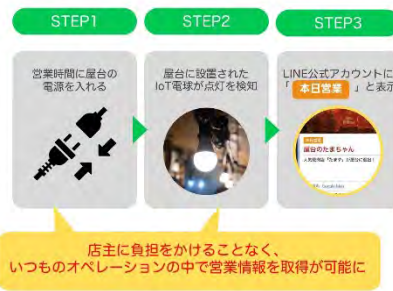 STEP1
STEP2
STEP3
営業時間に屋台の
電源を入れる
屋台に設置された
IoT電球が点灯を検知
LINE公式アカウントに
「 本日営業 」と表示
屋台のたまちゃん
店主に負担をかけることなく、
いつものオペレーションの中で営業情報を取得が可能に